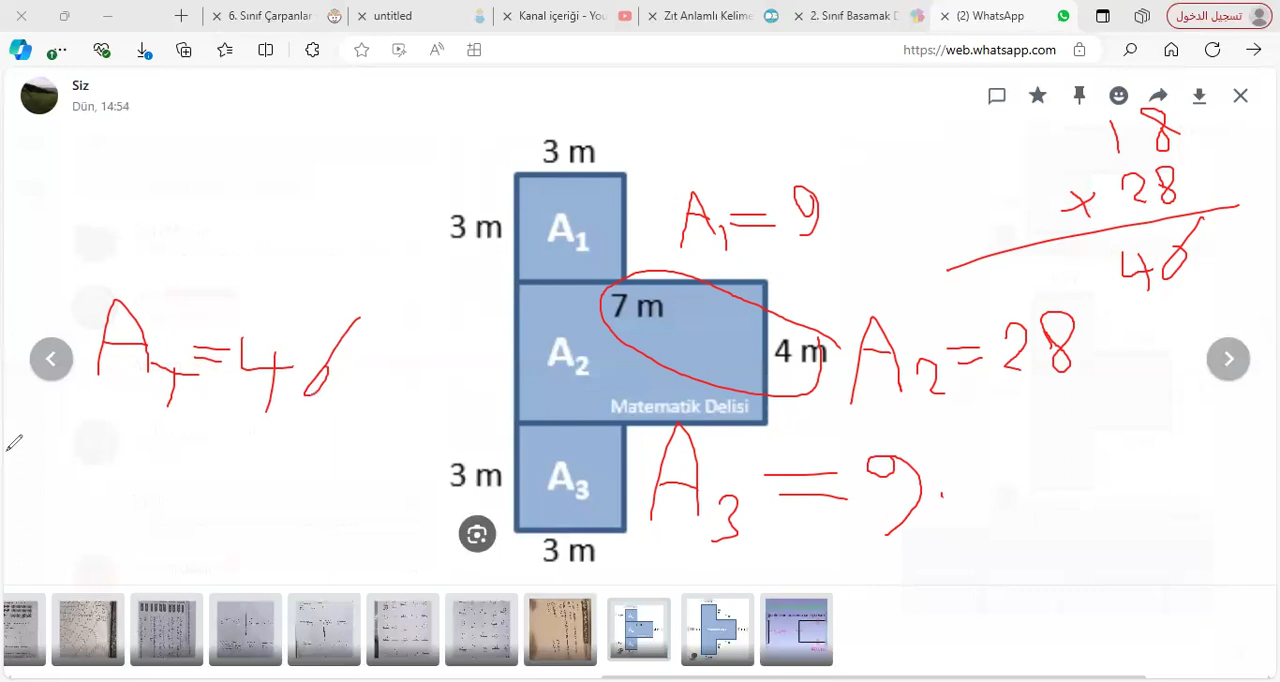 6. Sınıf Çarpanlar
untitled
Kanal içeriği - You
Zıt Anlamlı Kelime
2. Sınıf Basamak D
(2) WhatsApp
تسجيل الدخول
https://web.whatsapp.com
Siz
Dün, 14:54
3 m
3 m
A1
A1 = 9
18
x 28
46
7 m
A2
4 m
A2 = 28
AT = 46
Matematik Delisi
3 m
A3
A3 = 9.
3 m